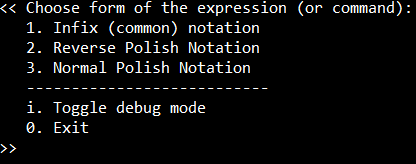 << Choose form of the expression (or command):
1. Infix (common) notation
2. Reverse Polish Notation
3. Normal Polish Notation
---------------------------
i. Toggle debug mode
0. Exit
>>